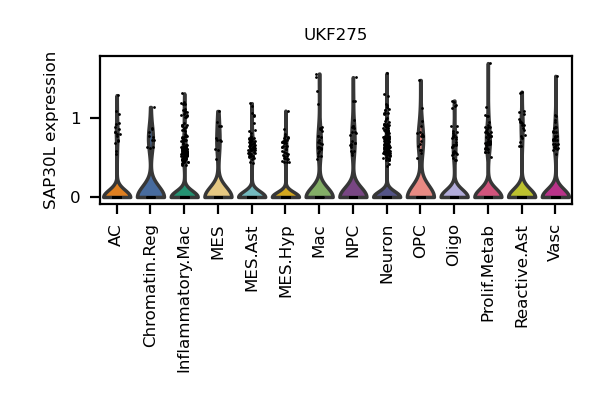 UKF275
SAP30L expression
1
0
AC
Chromatin.Reg
Inflammatory.Mac
MES
MES.Ast
MES.Hyp
Mac
NPC
Neuron
OPC
Oligo
Prolif.Metab
Reactive.Ast
Vasc